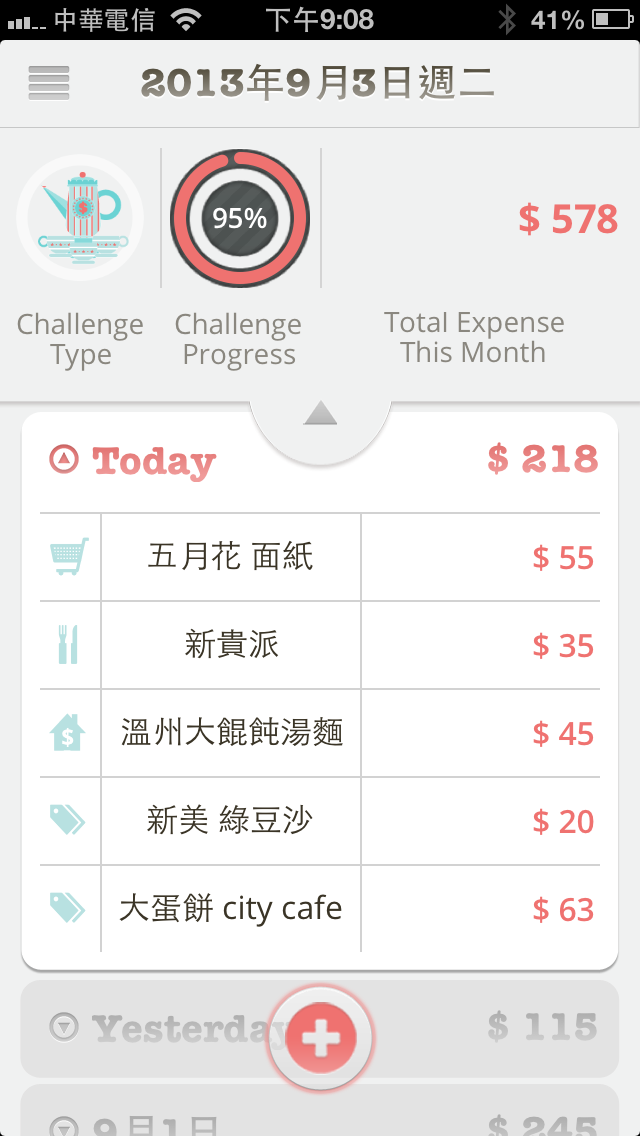 中華電信 下午9:08 41%
2013年9月3日週二
$
95%
$ 578
Challenge Type
Challenge Progress
Total Expense This Month
Today $ 218
五月花 面紙 $ 55
新貴派 $ 35
$ 溫州大餛飩湯麵 $ 45
新美 綠豆沙 $ 20
大蛋餅 city cafe $ 63
Yesterday $ 115
9月1日 $ 245